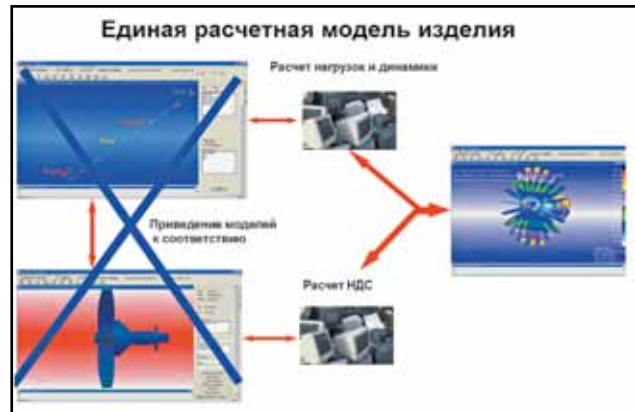 Единая расчетная модель изделия
Расчет нагрузок и динамики
Приведение моделей
к соответствию
Расчет НДС